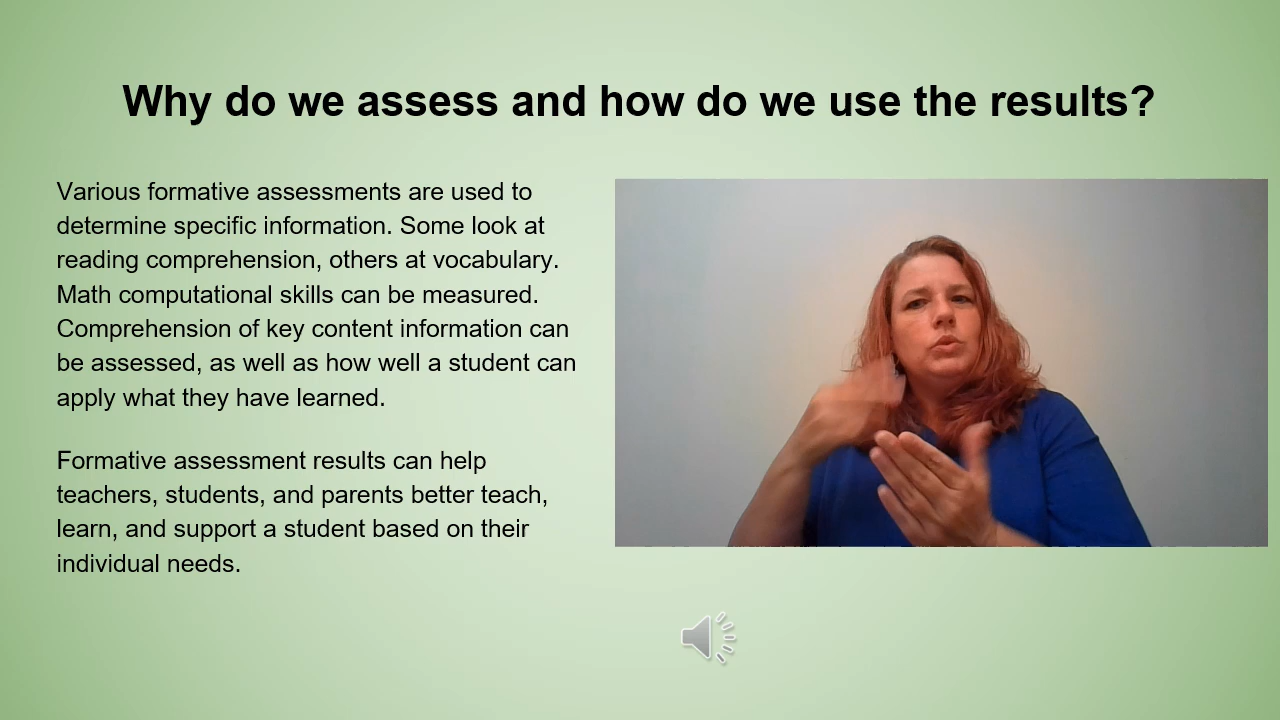 Why do we assess and how do we use the results?
Various formative assessments are used to
determine specific information. Some look at
reading comprehension, others at vocabulary.
Math computational skills can be measured.
Comprehension of key content information can
be assessed, as well as how well a student can
apply what they have learned.
Formative assessment results can help
teachers, students, and parents better teach,
learn, and support a student based on their
individual needs.